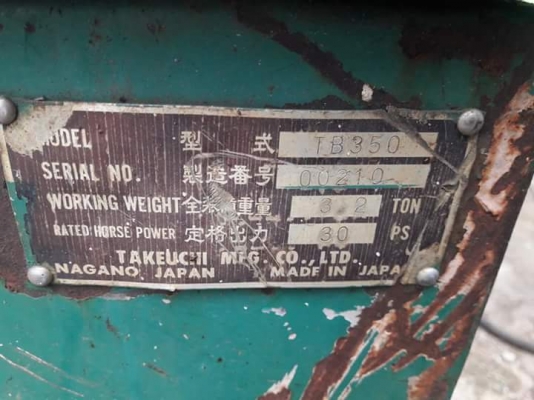 MODEL 型 式 TB350
SERIAL NO. 製造番号 00210
WORKING WEIGHT 全装重量 3.2 TON
RATED HORSE POWER 定格出力 30 PS
TAKEUCHI MFG. CO., LTD.
NAGANO, JAPAN MADE IN JAPAN